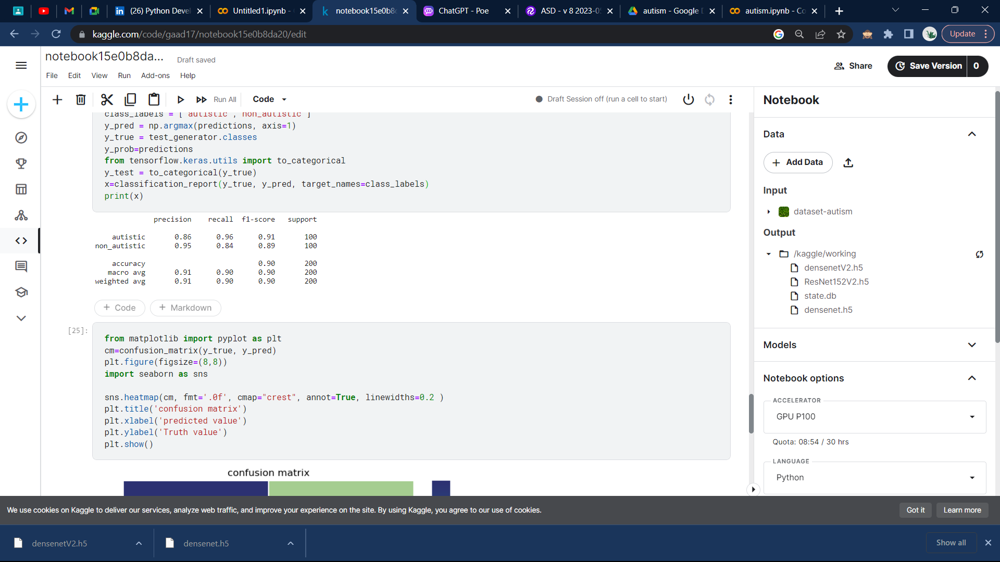 (26) Python Devel
Untitled1.ipynb -
notebook15e0b8
ChatGPT - Poe
ASD - v 8 2023-0
autism - Google
autism.ipynb - Co
kaggle.com/code/gaad17/notebook15e0b8da20/edit
Update
notebook15e0b8da...
Draft saved
Share
Save Version
0
File Edit View Run Add-ons Help
Run All
Code
Draft Session off (run a cell to start)
class_labels = ['autistic', 'non_autistic']
y_pred = np.argmax(predictions, axis=1)
y_true = test_generator.classes
y_prob=predictions
from tensorflow.keras.utils import to_categorical
y_test = to_categorical(y_true)
x=classification_report(y_true, y_pred, target_names=class_labels)
print(x)
precision recall f1-score support
autistic 0.86 0.96 0.91 100
non_autistic 0.95 0.84 0.89 100
accuracy 0.90 200
macro avg 0.91 0.90 0.90 200
weighted avg 0.91 0.90 0.90 200
+ Code
+ Markdown
[25]:
from matplotlib import pyplot as plt
cm=confusion_matrix(y_true, y_pred)
plt.figure(figsize=(8,8))
import seaborn as sns
sns.heatmap(cm, fmt='.0f', cmap="crest", annot=True, linewidths=0.2 )
plt.title('confusion matrix')
plt.xlabel('predicted value')
plt.ylabel('Truth value')
plt.show()
confusion matrix
Notebook
Data
+ Add Data
Input
dataset-autism
Output
/kaggle/working
densenetV2.h5
ResNet152V2.h5
state.db
densenet.h5
Models
Notebook options
ACCELERATOR
GPU P100
Quota: 08:54 / 30 hrs
LANGUAGE
Python
We use cookies on Kaggle to deliver our services, analyze web traffic, and improve your experience on the site. By using Kaggle, you agree to our use of cookies.
Got it
Learn more
densenetV2.h5
densenet.h5
Show all